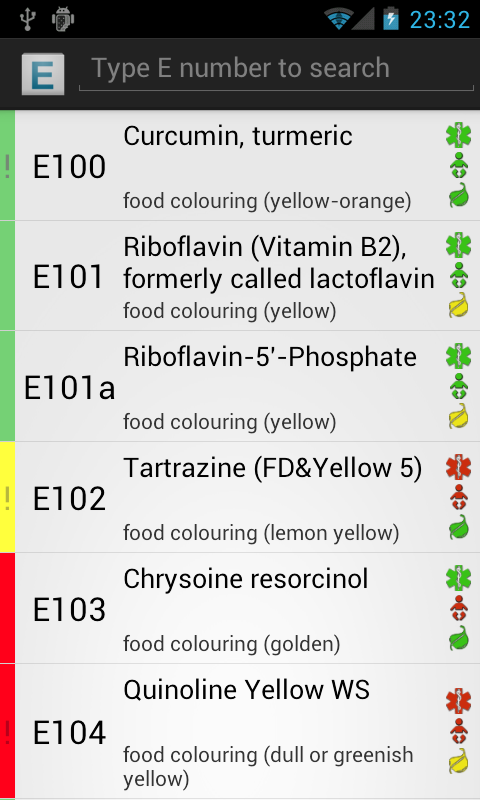 23:32
E
Type E number to search
!
E100
Curcumin, turmeric
food colouring (yellow-orange)
E101
Riboflavin (Vitamin B2),
formerly called lactoflavin
food colouring (yellow)
E101a
Riboflavin-5'-Phosphate
food colouring (yellow)
!
E102
Tartrazine (FD&Yellow 5)
food colouring (lemon yellow)
E103
Chrysoine resorcinol
food colouring (golden)
!
E104
Quinoline Yellow WS
food colouring (dull or greenish
yellow)